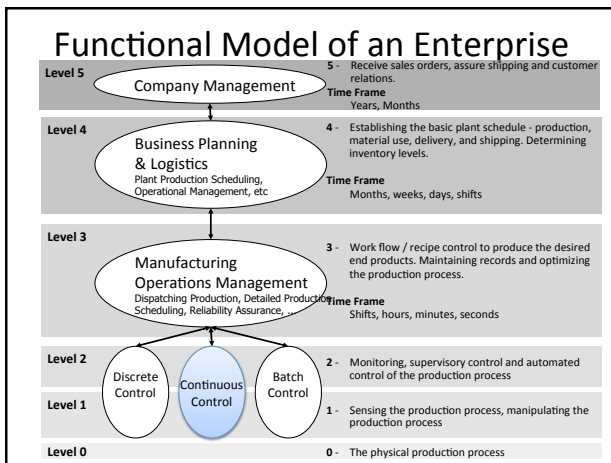 Functional Model of an Enterprise
Level 5
Company Management
5 - Receive sales orders, assure shipping and customer
relations.
Time Frame
Years, Months
Level 4
Business Planning
& Logistics
Plant Production Scheduling,
Operational Management, etc
4 - Establishing the basic plant schedule - production,
material use, delivery, and shipping. Determining
inventory levels.
Time Frame
Months, weeks, days, shifts
Level 3
Manufacturing
Operations Management
Dispatching Production, Detailed Production
Scheduling, Reliability Assurance, ...
3 - Work flow / recipe control to produce the desired
end products. Maintaining records and optimizing
the production process.
Time Frame
Shifts, hours, minutes, seconds
Level 2
Discrete
Control
Continuous
Control
Batch
Control
2 - Monitoring, supervisory control and automated
control of the production process
Level 1
1 - Sensing the production process, manipulating the
production process
Level 0
0 - The physical production process